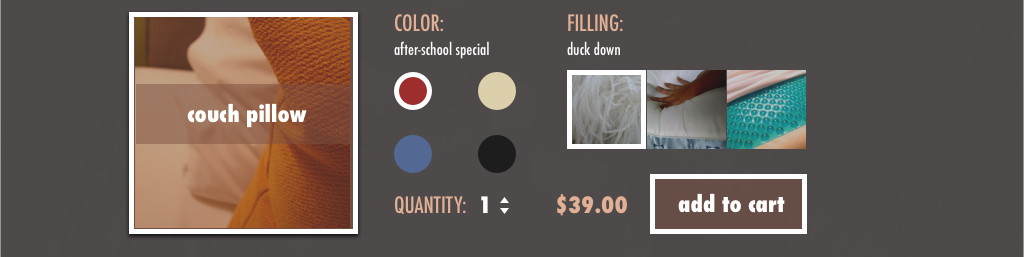 couch pillow
COLOR:
after-school special
FILLING:
duck down
QUANTITY: 1
$39.00
add to cart